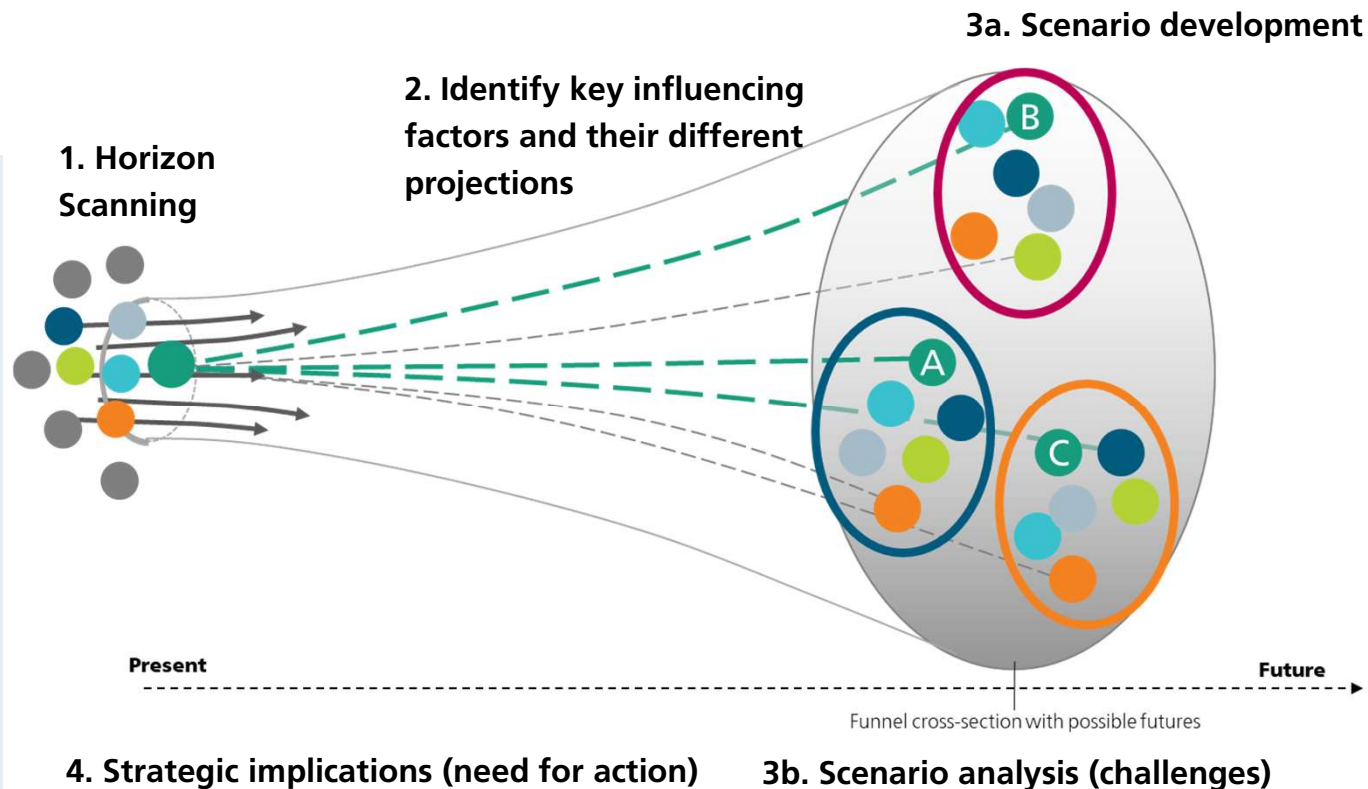 3a. Scenario development
2. Identify key influencing
factors and their different
projections
1. Horizon
Scanning
B
A
C
Present
Future
Funnel cross-section with possible futures
4. Strategic implications (need for action)
3b. Scenario analysis (challenges)